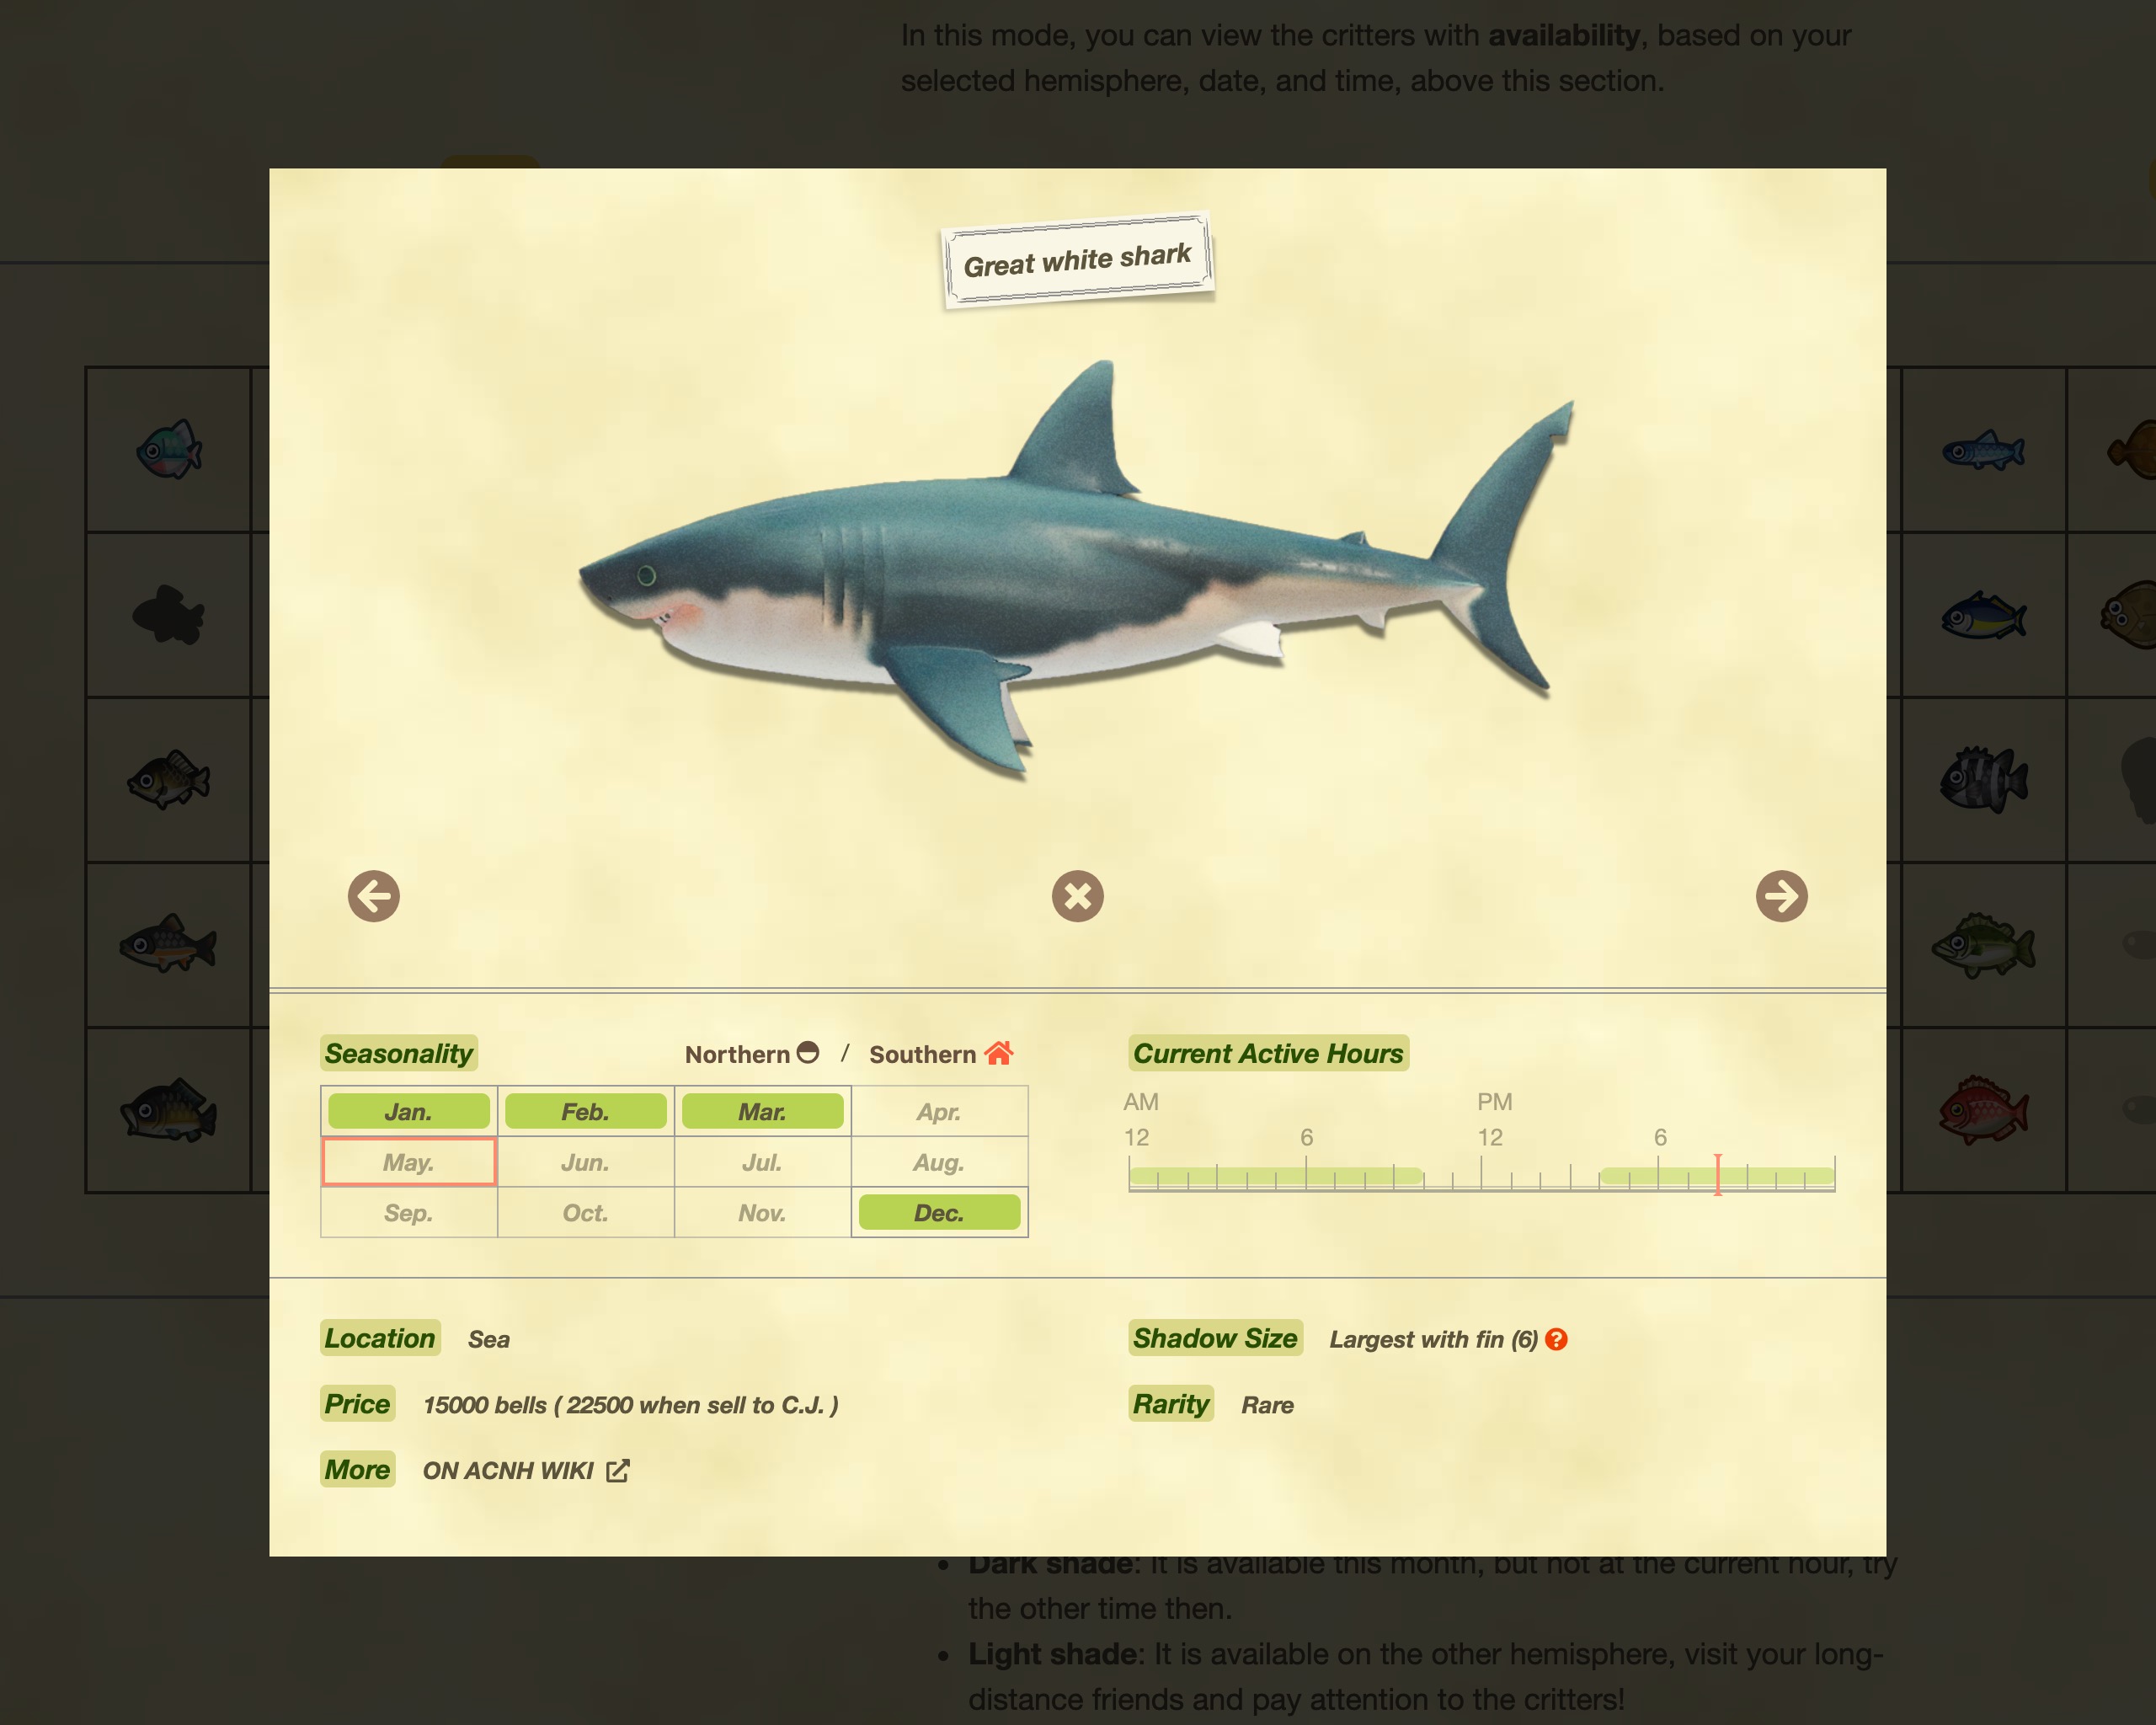 In this mode, you can view the critters with availability, based on your
selected hemisphere, date, and time, above this section.
Great white shark
Seasonality
Northern / Southern
Jan. Feb. Mar. Apr.
May. Jun. Jul. Aug.
Sep. Oct. Nov. Dec.
Current Active Hours
AM PM
12 6 12 6
Location Sea
Shadow Size Largest with fin (6) ?
Price 15000 bells ( 22500 when sell to C.J. )
Rarity Rare
More ON ACNH WIKI
• Dark shade: It is available this month, but not at the current hour, try
the other time then.
• Light shade: It is available on the other hemisphere, visit your long-
distance friends and pay attention to the critters!